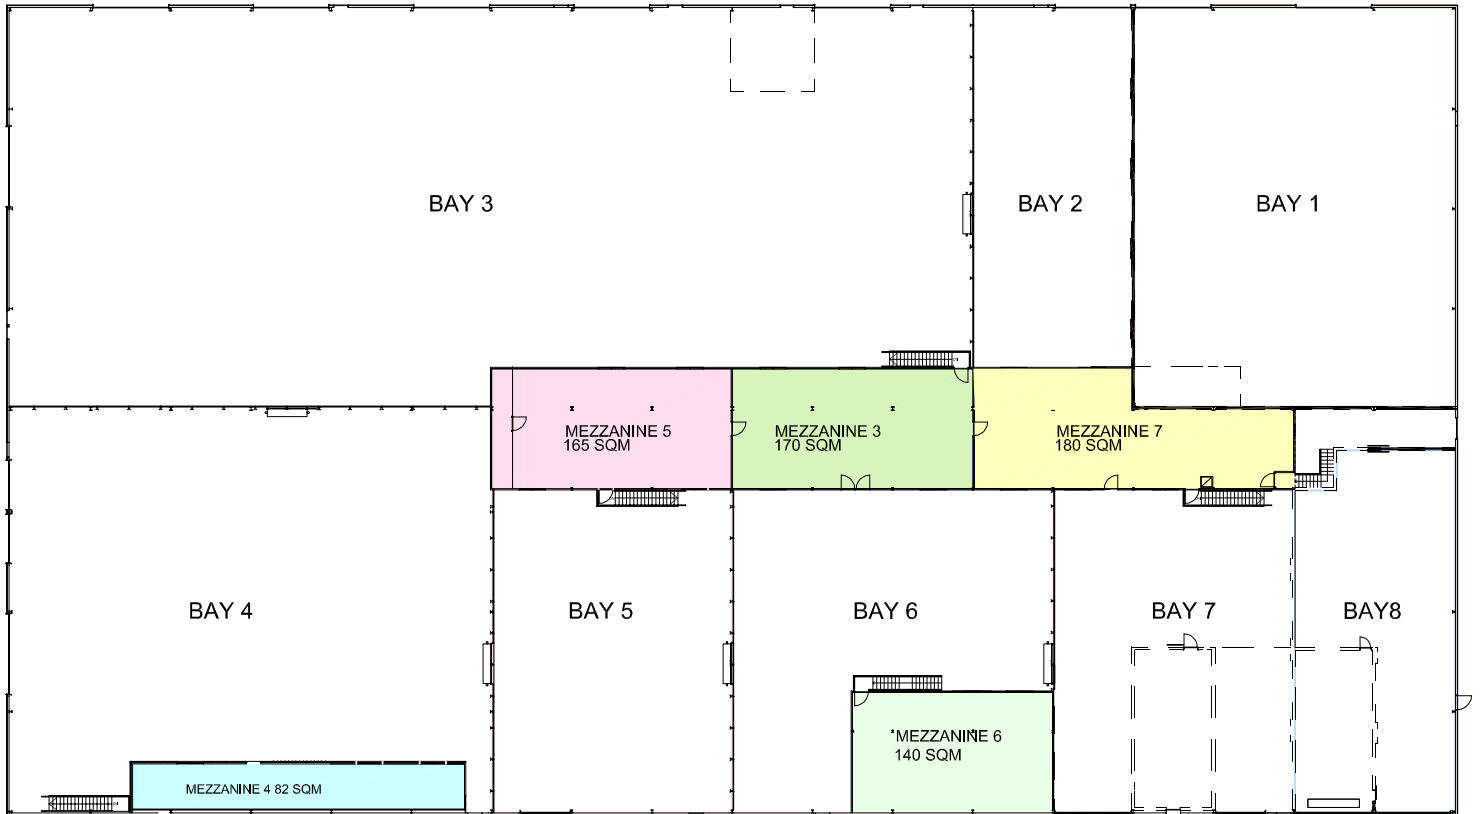 BAY 3
BAY 2
BAY 1
MEZZANINE 5
165 SQM
MEZZANINE 3
170 SQM
MEZZANINE 7
180 SQM
BAY 4
BAY 5
BAY 6
BAY 7
BAY8
MEZZANINE 6
140 SQM
MEZZANINE 4 82 SQM